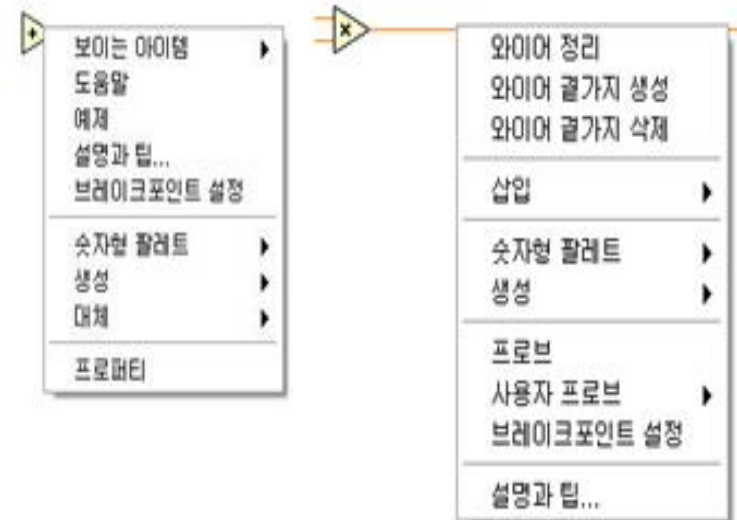 보이는 아이템
도움말
예제
설명과 팁...
브레이크포인트 설정
숫자형 팔레트
생성
대체
프로퍼티
와이어 정리
와이어 곁가지 생성
와이어 곁가지 삭제
삽입
숫자형 팔레트
생성
프로브
사용자 프로브
브레이크포인트 설정
설명과 팁...